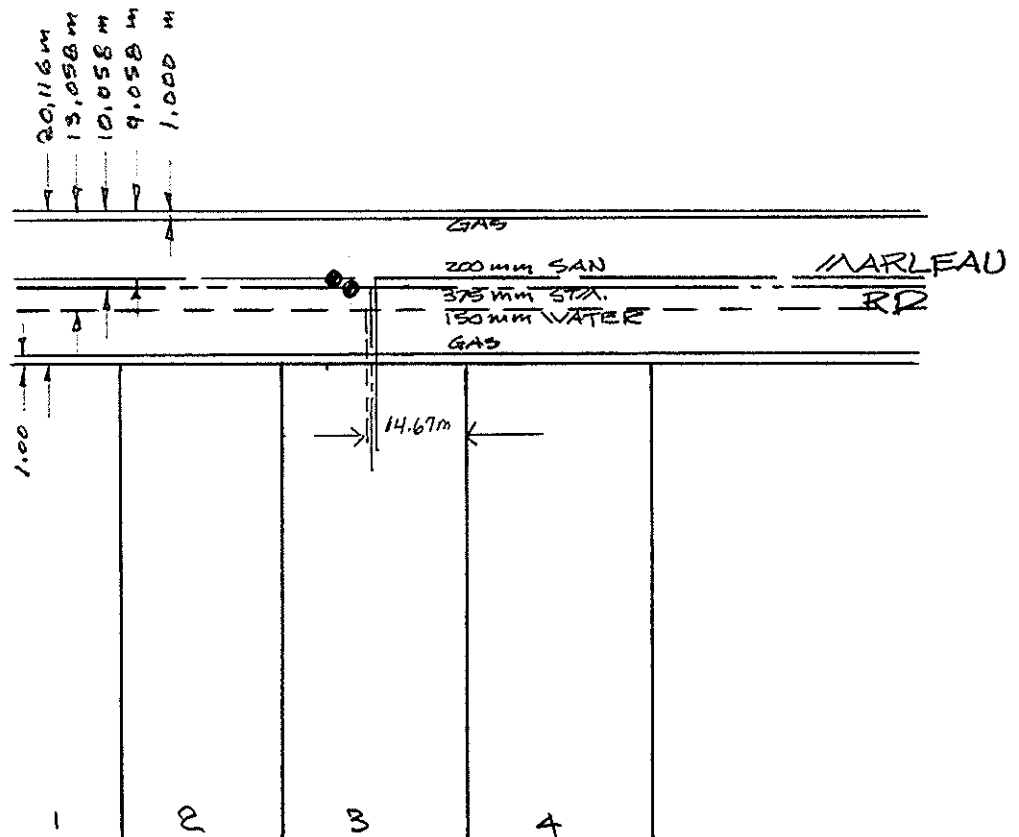 20.116 m
13.058 m
10.058 m
9.058 m
1.000 m
GAS
200 mm SAN
MARLEAU
375 mm STM.
RD
150 mm WATER
GAS
1.00
14.67m
1
2
3
4